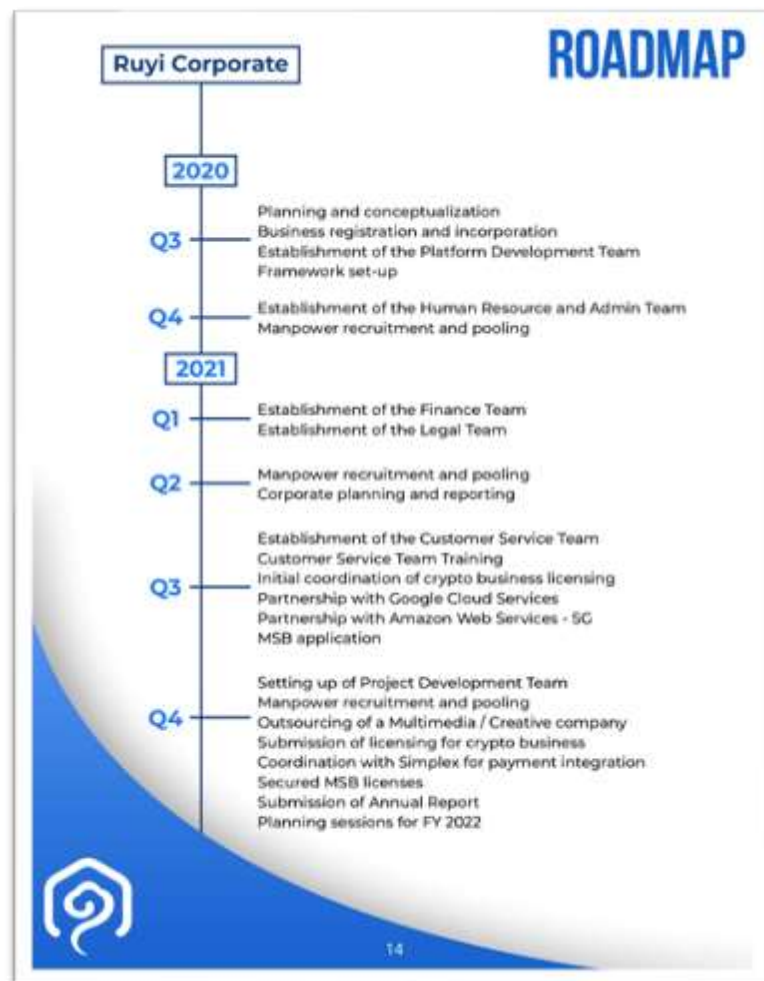 ROADMAP
Ruyi Corporate
2020
Q3
Planning and conceptualization
Business registration and incorporation
Establishment of the Platform Development Team
Framework set-up
Q4
Establishment of the Human Resource and Admin Team
Manpower recruitment and pooling
2021
Q1
Establishment of the Finance Team
Establishment of the Legal Team
Q2
Manpower recruitment and pooling
Corporate planning and reporting
Q3
Establishment of the Customer Service Team
Customer Service Team Training
Initial coordination of crypto business licensing
Partnership with Google Cloud Services
Partnership with Amazon Web Services - SG
MSB application
Q4
Setting up of Project Development Team
Manpower recruitment and pooling
Outsourcing of a Multimedia / Creative company
Submission of licensing for crypto business
Coordination with Simplex for payment integration
Secured MSB licenses
Submission of Annual Report
Planning sessions for FY 2022
14